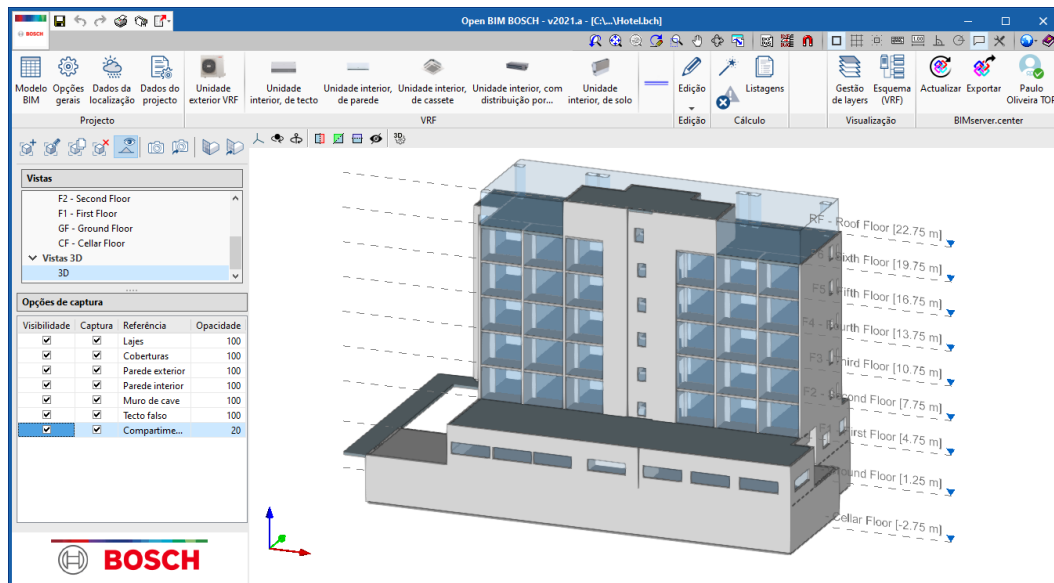 Open BIM BOSCH - v2021.a - [C:\...\Hotel.bch]
BOSCH
Modelo BIM
Opções gerais
Dados da localização
Dados do projecto
Unidade exterior VRF
Unidade interior, de tecto
Unidade interior, de parede
Unidade interior, de cassete
Unidade interior, com distribuição por...
Unidade interior, de solo
Edição
Listagens
Gestão de layers
Esquema (VRF)
Actualizar
Exportar
Paulo Oliveira TOP
Projecto
VRF
Edição
Cálculo
Visualização
BIMserver.center
3D
Vistas
F2 - Second Floor
F1 - First Floor
GF - Ground Floor
CF - Cellar Floor
Vistas 3D
3D
Opções de captura
Visibilidade Captura Referência Opacidade
Lajes 100
Coberturas 100
Parede exterior 100
Parede interior 100
Muro de cave 100
Tecto falso 100
Compartime... 20
BOSCH
RF - Roof Floor [22.75 m]
Sixth Floor [19.75 m]
F5 - Fifth Floor [16.75 m]
F4 - Fourth Floor [13.75 m]
F3 - Third Floor [10.75 m]
F2 - Second Floor [7.75 m]
First Floor [4.75 m]
Ground Floor [1.25 m]
- Cellar Floor [-2.75 m]